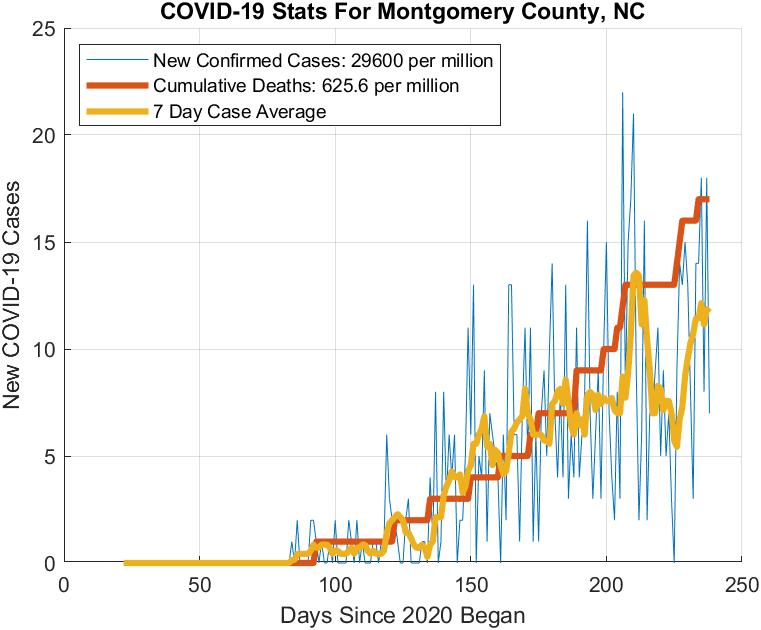 COVID-19 Stats For Montgomery County, NC
25
New Confirmed Cases: 29600 per million
Cumulative Deaths: 625.6 per million
7 Day Case Average
20
15
10
5
0
New COVID-19 Cases
0 50 100 150 200 250
Days Since 2020 Began